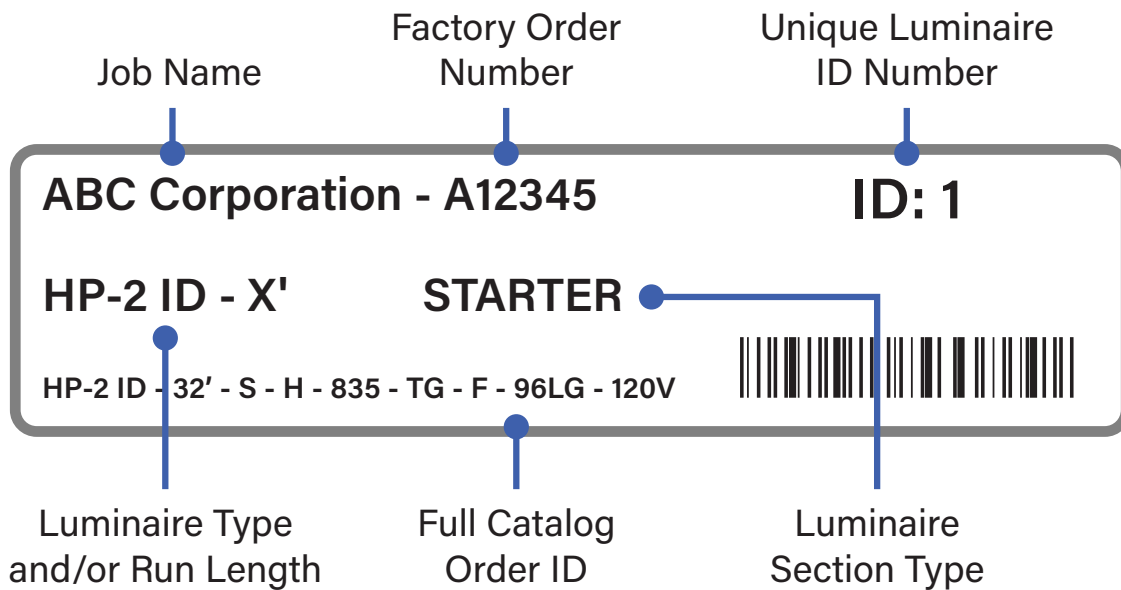 Job Name
Factory Order
Number
Unique Luminaire
ID Number
ABC Corporation - A12345
ID: 1
HP-2 ID - X'
STARTER
HP-2 ID - 32′ - S - H - 835 - TG - F - 96LG - 120V
Luminaire Type
and/or Run Length
Full Catalog
Order ID
Luminaire
Section Type